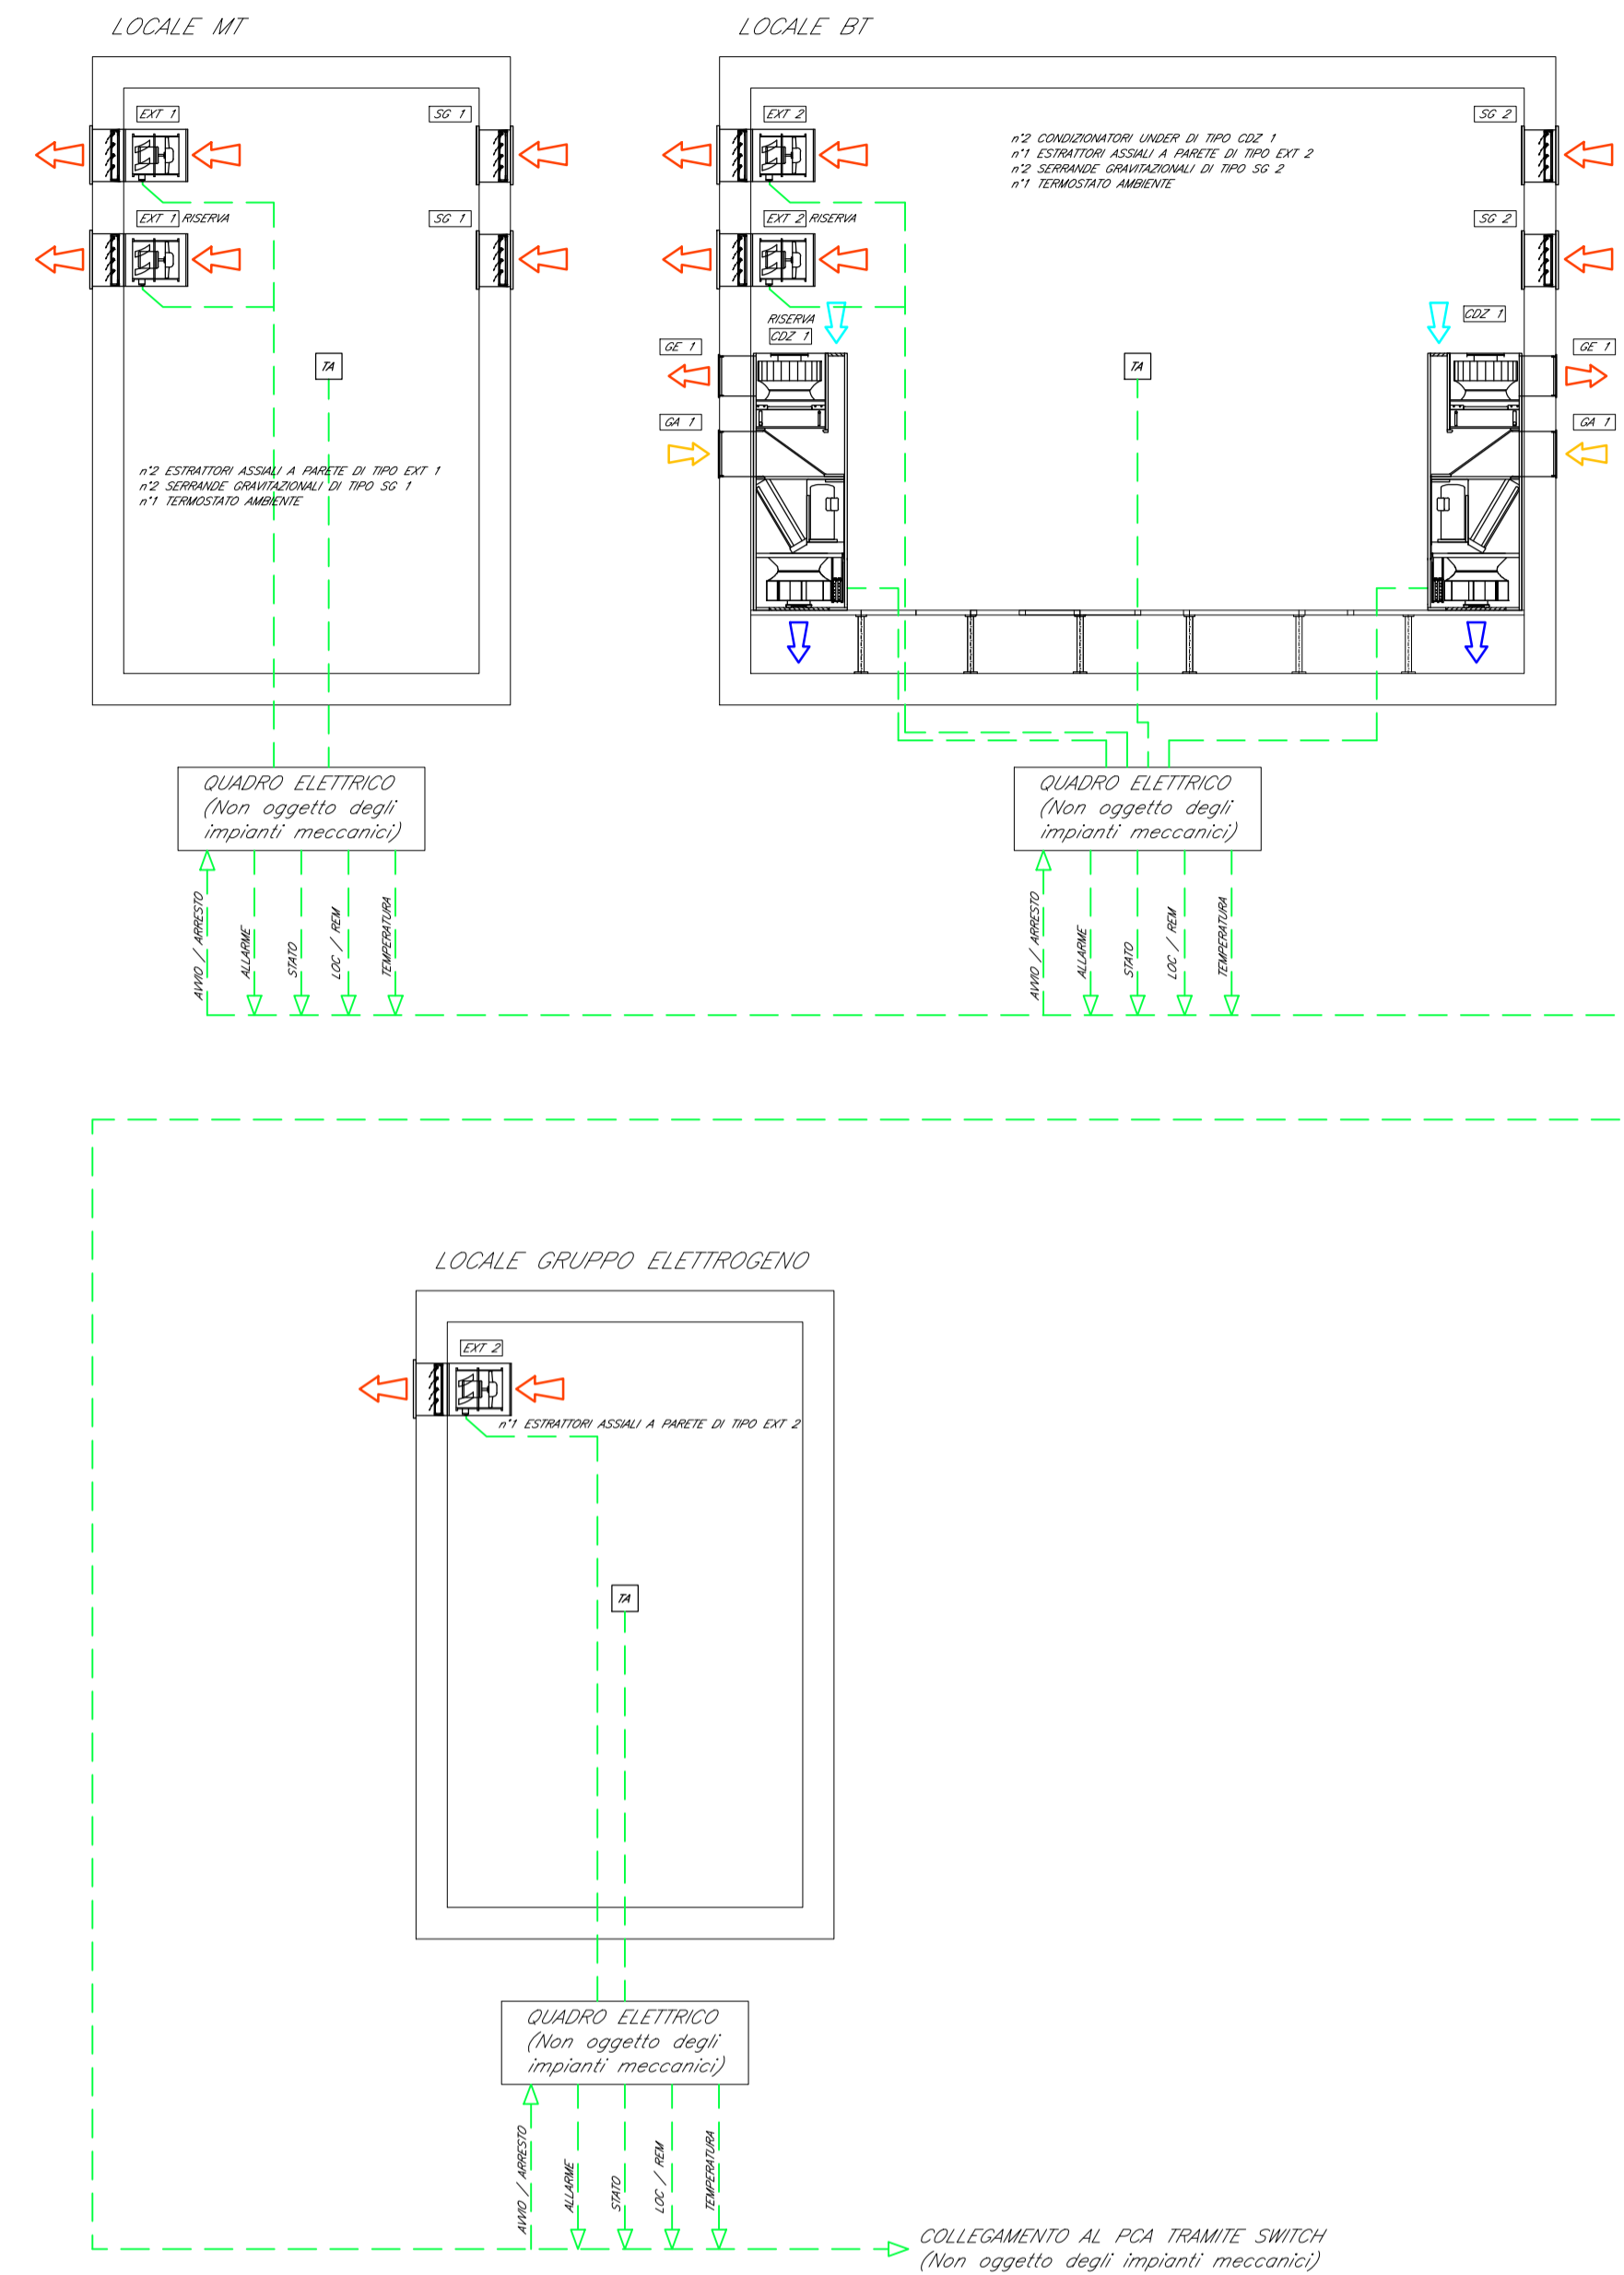 LOCALE MT
LOCALE BT
EXT 1
SG 1
EXT 1 RISERVA
SG 1
TA
n°2 ESTRATTORI ASSIALI A PARETE DI TIPO EXT 1
n°2 SERRANDE GRAVITAZIONALI DI TIPO SG 1
n°1 TERMOSTATO AMBIENTE
EXT 2
n°2 CONDIZIONATORI UNDER DI TIPO CDZ 1
n°1 ESTRATTORI ASSIALI A PARETE DI TIPO EXT 2
n°2 SERRANDE GRAVITAZIONALI DI TIPO SG 2
n°1 TERMOSTATO AMBIENTE
SG 2
EXT 2 RISERVA
SG 2
RISERVA
CDZ 1
CDZ 1
GE 1
GE 1
TA
GA 1
GA 1
QUADRO ELETTRICO
(Non oggetto degli
impianti meccanici)
AVVIO / ARRESTO
ALLARME
STATO
LOC / REM
TEMPERATURA
QUADRO ELETTRICO
(Non oggetto degli
impianti meccanici)
AVVIO / ARRESTO
ALLARME
STATO
LOC / REM
TEMPERATURA
LOCALE GRUPPO ELETTROGENO
EXT 2
n°1 ESTRATTORI ASSIALI A PARETE DI TIPO EXT 2
TA
QUADRO ELETTRICO
(Non oggetto degli
impianti meccanici)
AVVIO / ARRESTO
ALLARME
STATO
LOC / REM
TEMPERATURA
COLLEGAMENTO AL PCA TRAMITE SWITCH
(Non oggetto degli impianti meccanici)